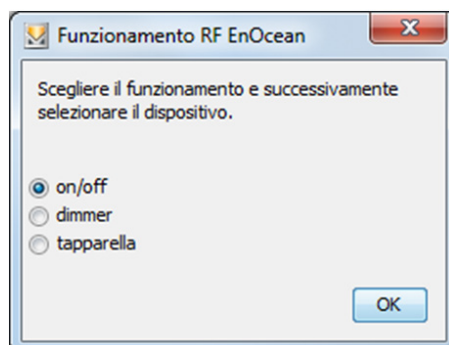 Funzionamento RF EnOcean
Scegliere il funzionamento e successivamente
selezionare il dispositivo.
on/off
dimmer
tapparella
OK